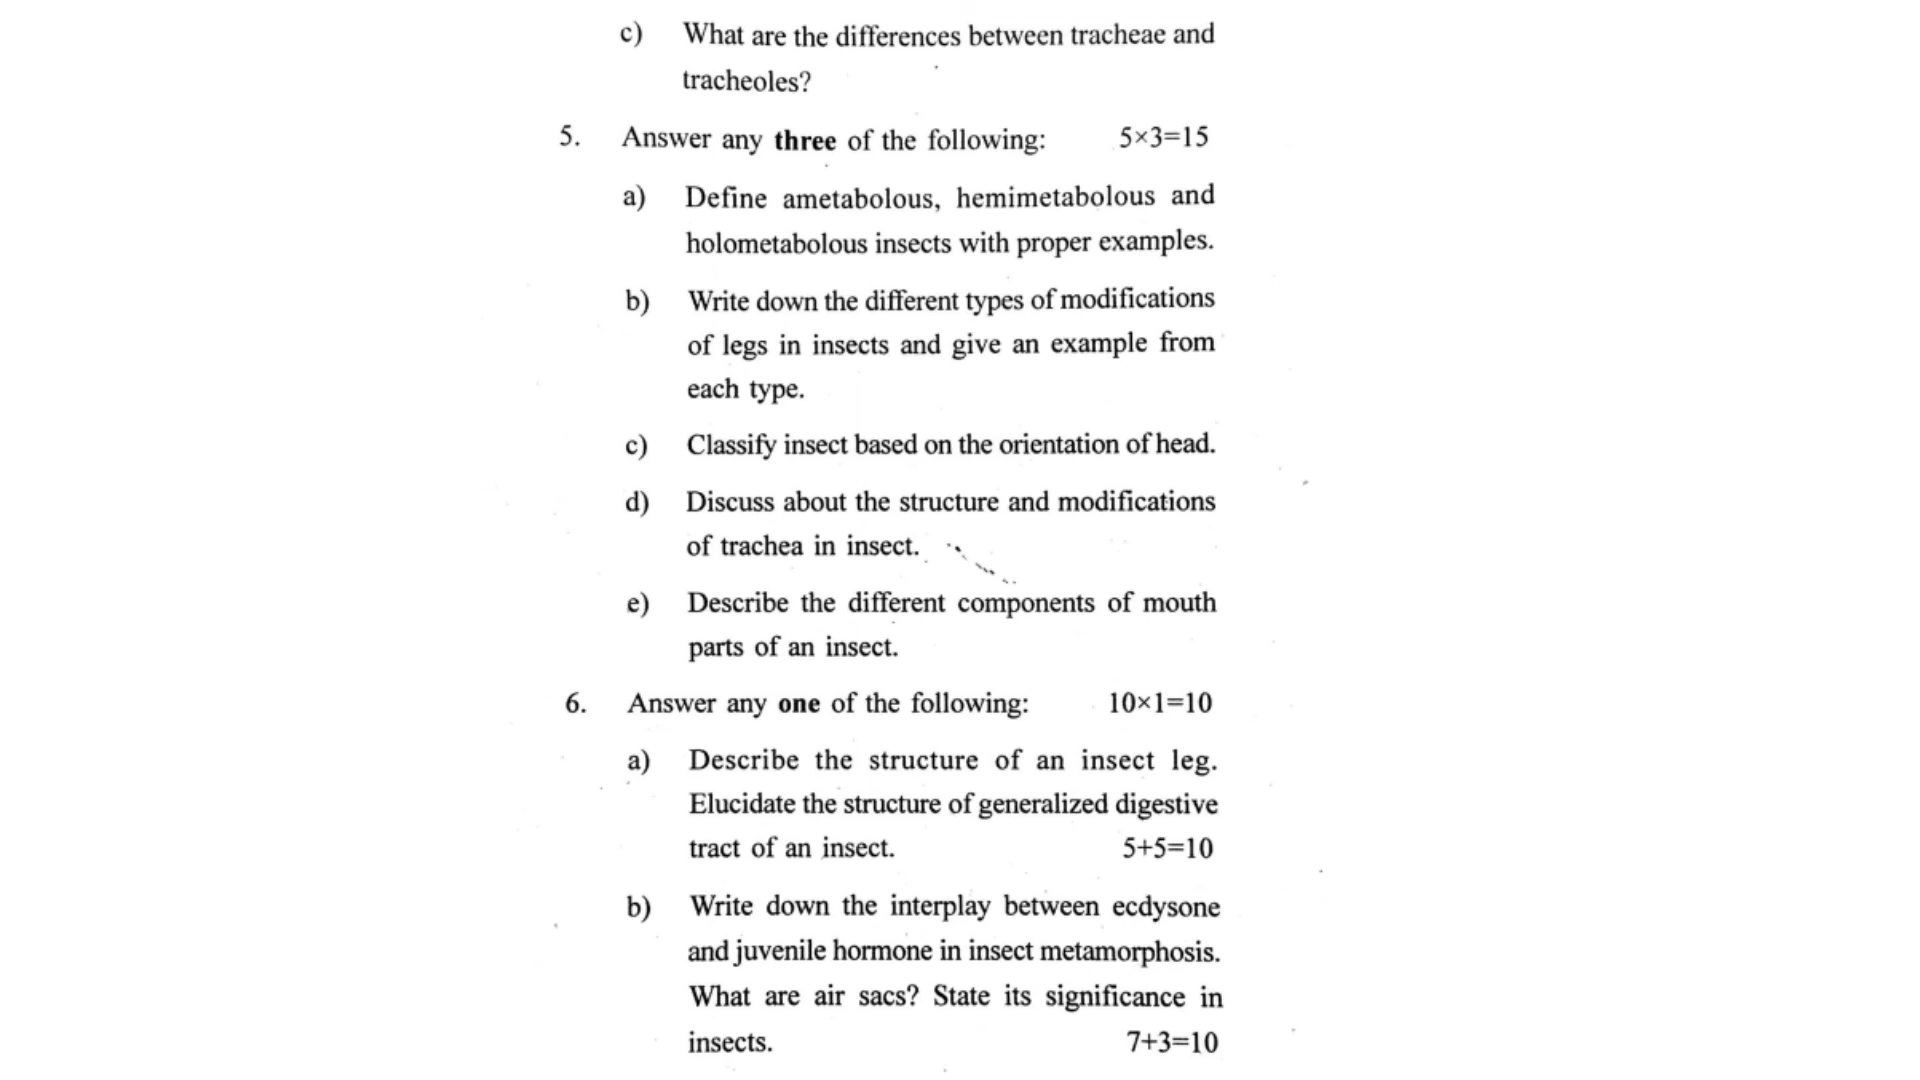 c) What are the differences between tracheae and
tracheoles?
5. Answer any three of the following: 5×3=15
a) Define ametabolous, hemimetabolous and
holometabolous insects with proper examples.
b) Write down the different types of modifications
of legs in insects and give an example from
each type.
c) Classify insect based on the orientation of head.
d) Discuss about the structure and modifications
of trachea in insect.
e) Describe the different components of mouth
parts of an insect.
6. Answer any one of the following: 10×1=10
a) Describe the structure of an insect leg.
Elucidate the structure of generalized digestive
tract of an insect. 5+5=10
b) Write down the interplay between ecdysone
and juvenile hormone in insect metamorphosis.
What are air sacs? State its significance in
insects. 7+3=10